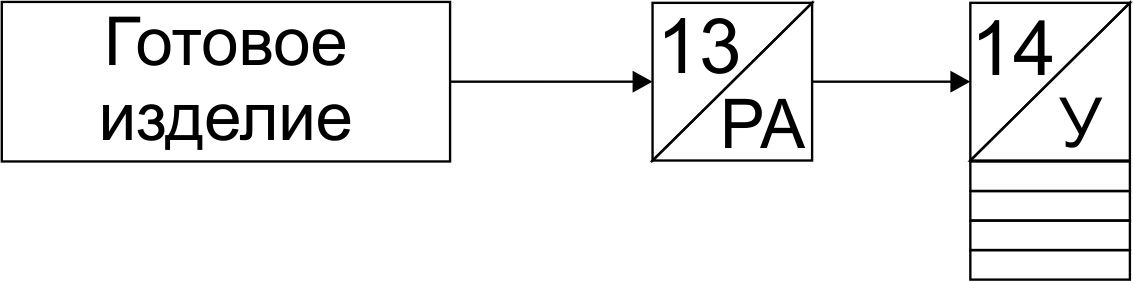 Готовое
изделие
13
РА
14
У